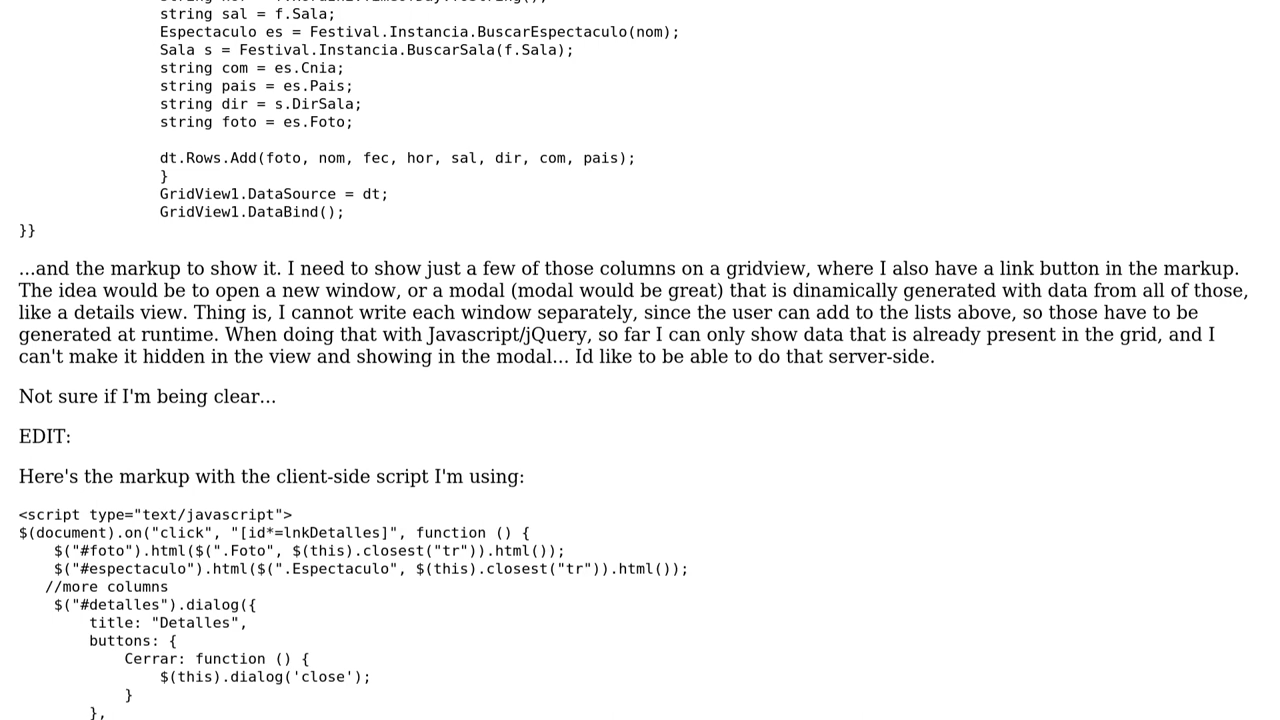 string sal = f.Sala;
Espectaculo es = Festival.Instancia.BuscarEspectaculo(nom);
Sala s = Festival.Instancia.BuscarSala(f.Sala);
string com = es.Cnia;
string pais = es.Pais;
string dir = s.DirSala;
string foto = es.Foto;
dt.Rows.Add(foto, nom, fec, hor, sal, dir, com, pais);
}
GridView1.DataSource = dt;
GridView1.DataBind();
}}
...and the markup to show it. I need to show just a few of those columns on a gridview, where I also have a link button in the markup.
The idea would be to open a new window, or a modal (modal would be great) that is dinamically generated with data from all of those,
like a details view. Thing is, I cannot write each window separately, since the user can add to the lists above, so those have to be
generated at runtime. When doing that with Javascript/jQuery, so far I can only show data that is already present in the grid, and I
can't make it hidden in the view and showing in the modal... Id like to be able to do that server-side.
Not sure if I'm being clear...
EDIT:
Here's the markup with the client-side script I'm using:
<script type="text/javascript">
$(document).on("click", "[id*=lnkDetalles]", function () {
$("#foto").html($(".Foto", $(this).closest("tr")).html());
$("#espectaculo").html($(".Espectaculo", $(this).closest("tr")).html());
//more columns
$("#detalles").dialog({
title: "Detalles",
buttons: {
Cerrar: function () {
$(this).dialog('close');
}
},